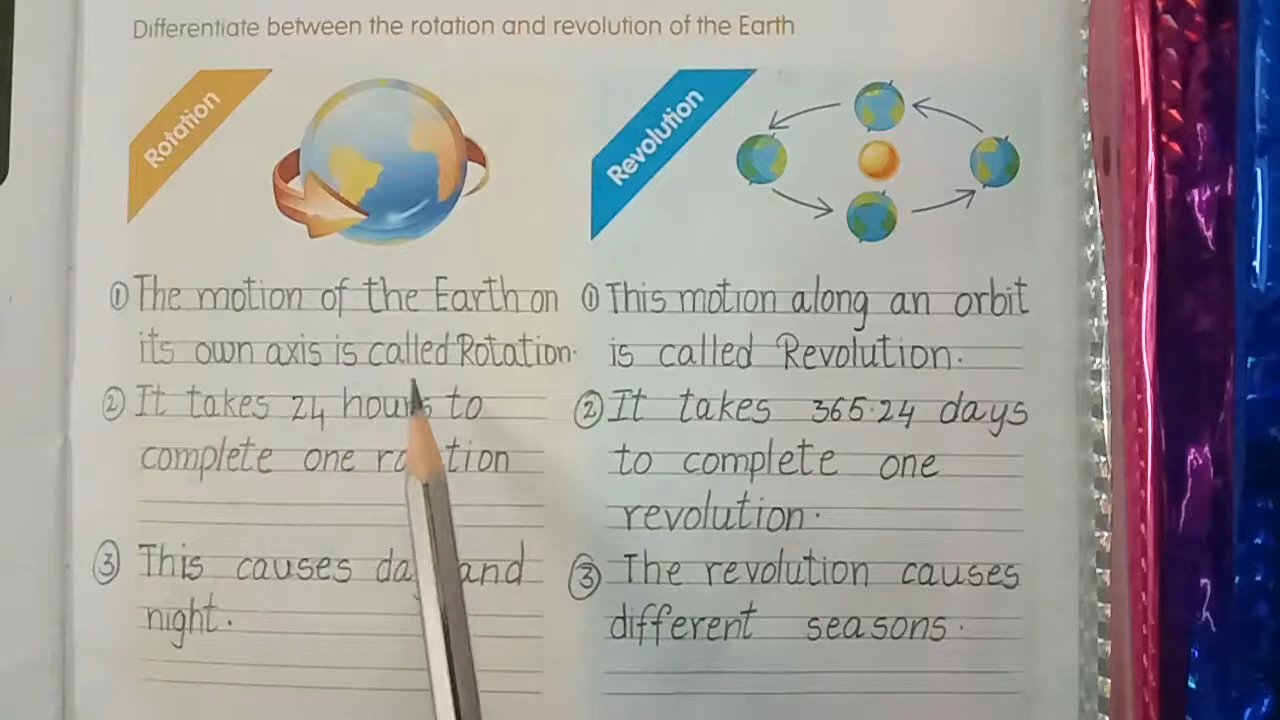 Differentiate between the rotation and revolution of the Earth
Rotation
① The motion of the Earth on
its own axis is called Rotation.
② It takes 24 hours to
complete one rotation
③ This causes day and
night.
Revolution
① This motion along an orbit
is called Revolution.
② It takes 365.24 days
to complete one
revolution.
③ The revolution causes
different seasons.